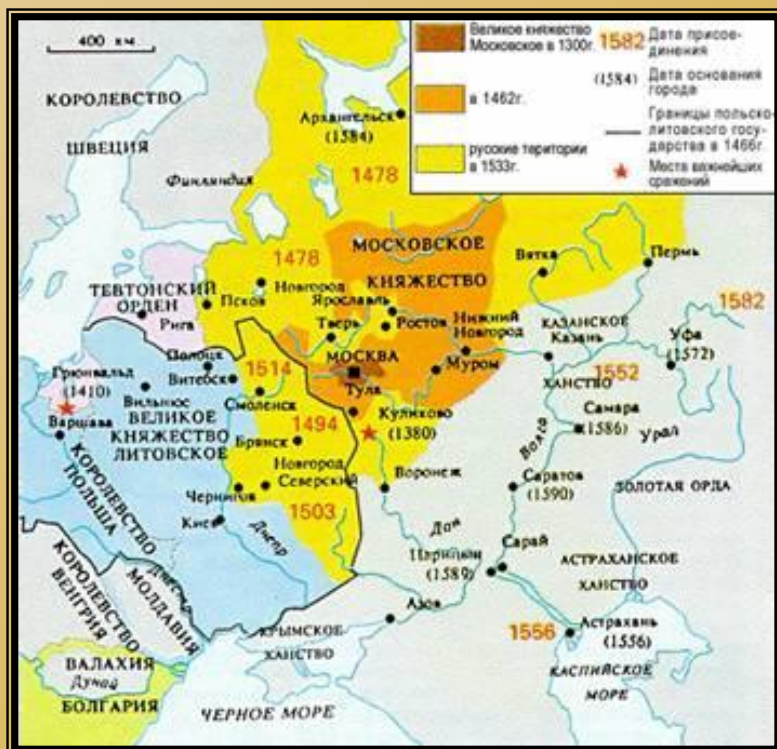 400 км
Великое княжество
Московское в 1300г.
в 1462г.
русские територии
в 1533г.
1582 Дата присое-
динения
(1584) Дата основания
города
Границы польско-
литовского госу-
дарства в 1466г.
Места важнейших
сражений
КОРОЛЕВСТВО
ШВЕЦИЯ
Финляндия
Архангельск
(1584)
1478
1478
МОСКОВСКОЕ
КНЯЖЕСТВО
Вятка
Пермь
ТЕВТОНСКИЙ
ОРДЕН
Рига
Псков
Новгород
Ярославль
Ростов
Тверь
Нижний
Новгород
КАЗАНСКОЕ
Казань
ХАНСТВО
1582
Уфа
(1572)
1552
Полоцк
Витебск
1514
МОСКВА
Муром
Тула
Грюнвальд
(1410)
Вильнюс
Смоленск
Варшава
ВЕЛИКОЕ
КНЯЖЕСТВО
ЛИТОВСКОЕ
1494
Куликово
(1380)
Самара
(1586)
Волга
Урал
Брянск
КОРОЛЕВСТВО
ПОЛЬША
Новгород
Северский
Чернигов
Воронеж
Саратов
(1590)
ЗОЛОТАЯ ОРДА
1503
Киев
Днепр
Дон
Царицын
(1589)
Сарай
АСТРАХАНСКОЕ
ХАНСТВО
КОРОЛЕВСТВО
ВЕНГРИЯ
МОЛДАВИЯ
Днестр
Азов
КРЫМСКОЕ
ХАНСТВО
1556
Астрахань
(1556)
ВАЛАХИЯ
Дунай
БОЛГАРИЯ
ЧЕРНОЕ МОРЕ
КАСПИЙСКОЕ
МОРЕ